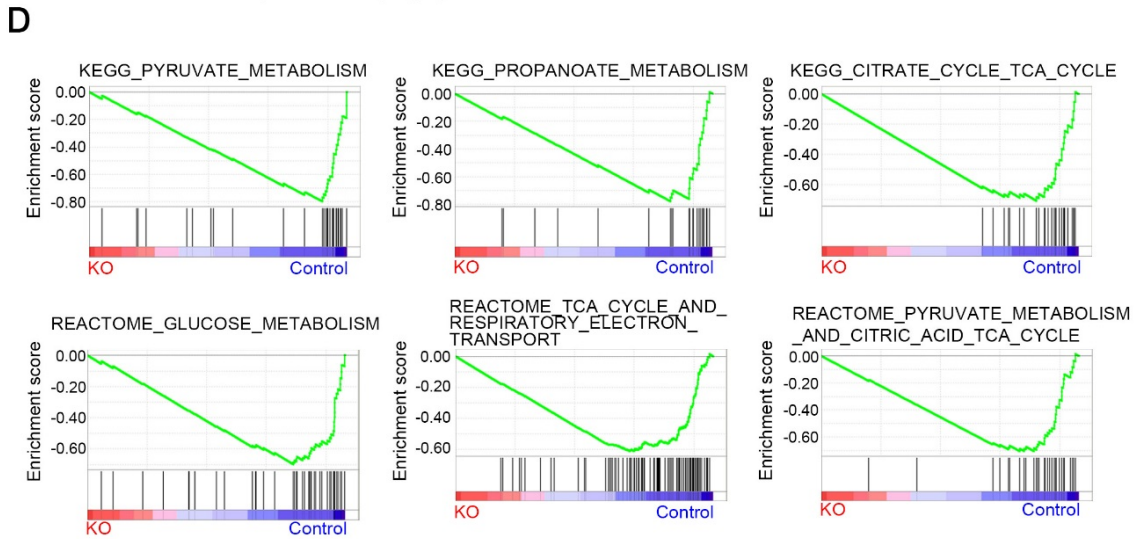 D
KEGG_PYRUVATE_METABOLISM
Enrichment score
0.00
-0.20
-0.40
-0.60
-0.80
KO
Control
KEGG_PROPANOATE_METABOLISM
Enrichment score
0.00
-0.20
-0.40
-0.60
-0.80
KO
Control
KEGG_CITRATE_CYCLE_TCA_CYCLE
Enrichment score
0.00
-0.20
-0.40
-0.60
KO
Control
REACTOME_GLUCOSE_METABOLISM
Enrichment score
0.00
-0.20
-0.40
-0.60
KO
Control
REACTOME_TCA_CYCLE_AND_
RESPIRATORY_ELECTRON_
TRANSPORT
Enrichment score
0.00
-0.20
-0.40
-0.60
KO
Control
REACTOME_PYRUVATE_METABOLISM
_AND_CITRIC_ACID_TCA_CYCLE
Enrichment score
0.00
-0.20
-0.40
-0.60
KO
Control